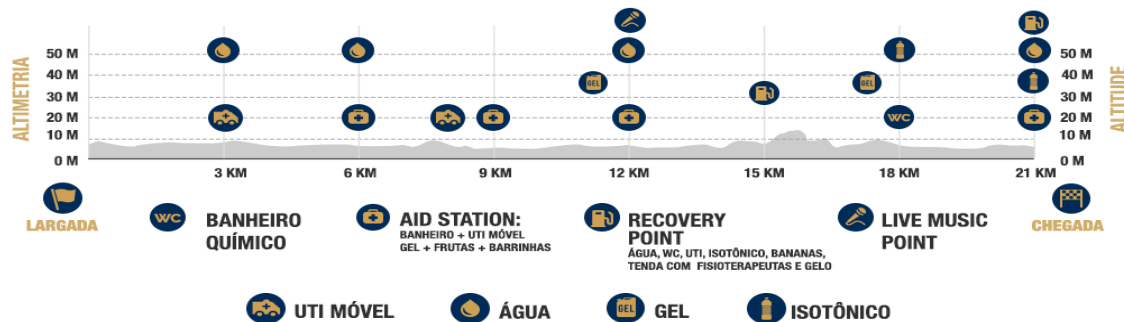 ALTIMETRIA
50 M
40 M
30 M
20 M
10 M
0 M
GEL
GEL
WC
50 M
40 M
30 M
20 M
10 M
0 M
ALTITUDE
3 KM
6 KM
9 KM
12 KM
15 KM
18 KM
21 KM
LARGADA
WC
BANHEIRO
QUÍMICO
AID STATION:
BANHEIRO + UTI MÓVEL
GEL + FRUTAS + BARRINHAS
RECOVERY
POINT
ÁGUA, WC, UTI, ISOTÔNICO, BANANAS,
TENDA COM FISIOTERAPEUTAS E GELO
LIVE MUSIC
POINT
CHEGADA
UTI MÓVEL
ÁGUA
GEL
GEL
ISOTÔNICO